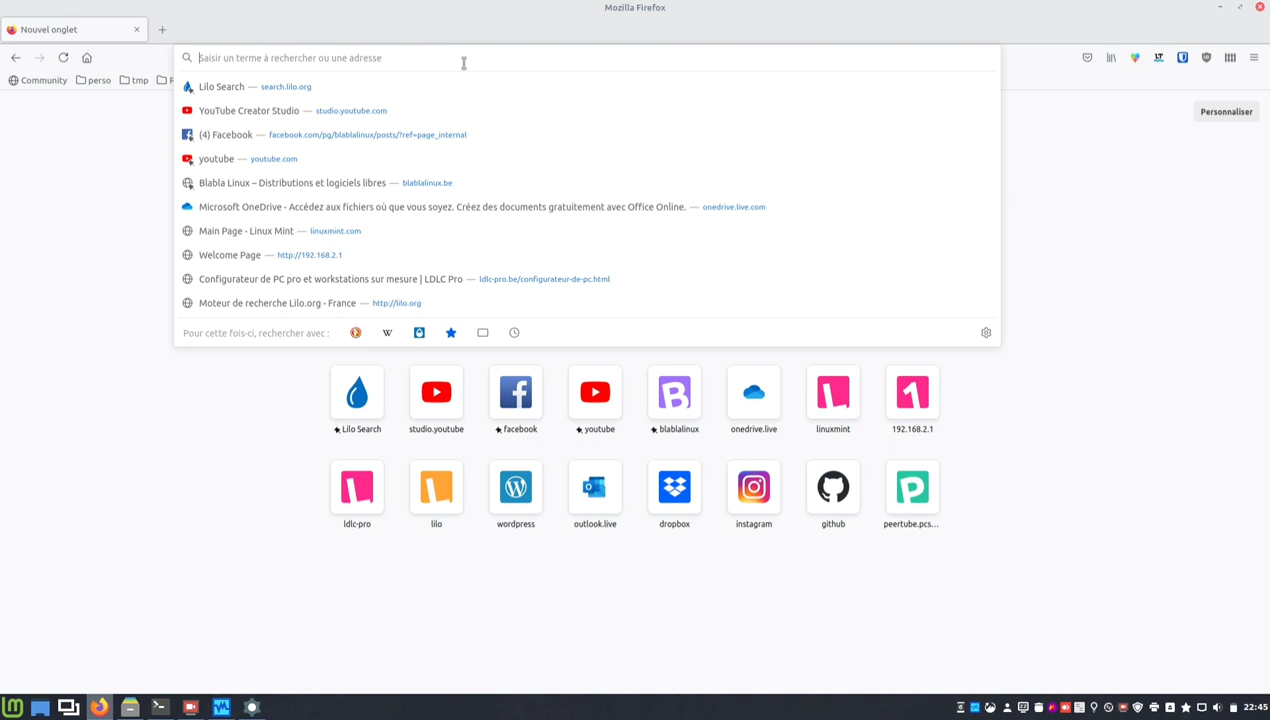 Mozilla Firefox
Nouvel onglet
Saisir un terme à rechercher ou une adresse
Community perso tmp
Lilo Search — search.lilo.org
YouTube Creator Studio — studio.youtube.com
(4) Facebook — facebook.com/pg/blablalinux/posts/?ref=page_internal
youtube — youtube.com
Blabla Linux – Distributions et logiciels libres — blablalinux.be
Microsoft OneDrive - Accédez aux fichiers où que vous soyez. Créez des documents gratuitement avec Office Online. — onedrive.live.com
Main Page - Linux Mint — linuxmint.com
Welcome Page — http://192.168.2.1
Configurateur de PC pro et workstations sur mesure | LDLC Pro — ldlc-pro.be/configurateur-de-pc.html
Moteur de recherche Lilo.org - France — http://lilo.org
Pour cette fois-ci, rechercher avec : W
Personnaliser
Lilo Search studio.youtube facebook youtube blablalinux onedrive.live linuxmint 192.168.2.1
ldlc-pro lilo wordpress outlook.live dropbox instagram github peertube.pcs...
22:45